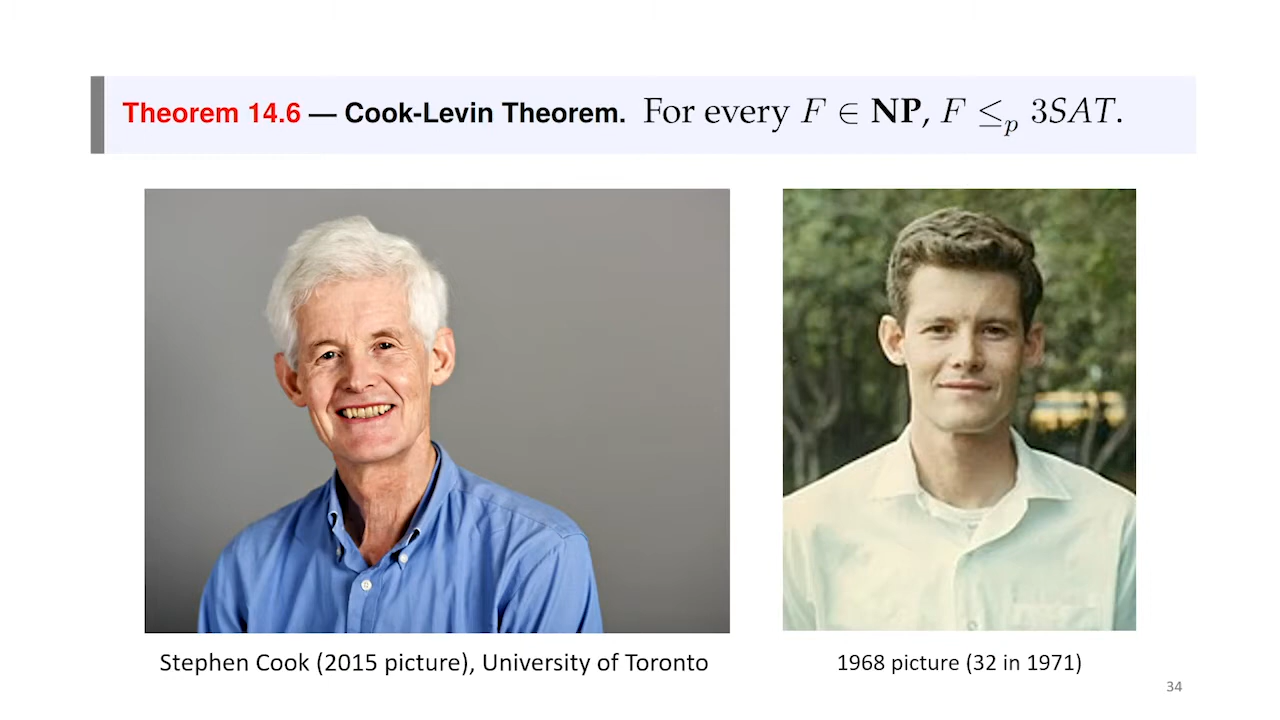 Theorem 14.6 — Cook-Levin Theorem. For every F ∈ NP, F ≤p 3SAT.
Stephen Cook (2015 picture), University of Toronto
1968 picture (32 in 1971)
34